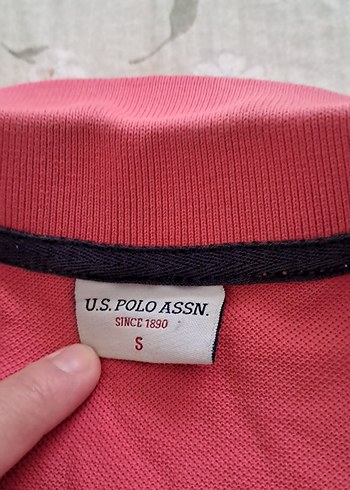 U.S. POLO ASSN.
SINCE 1890
S